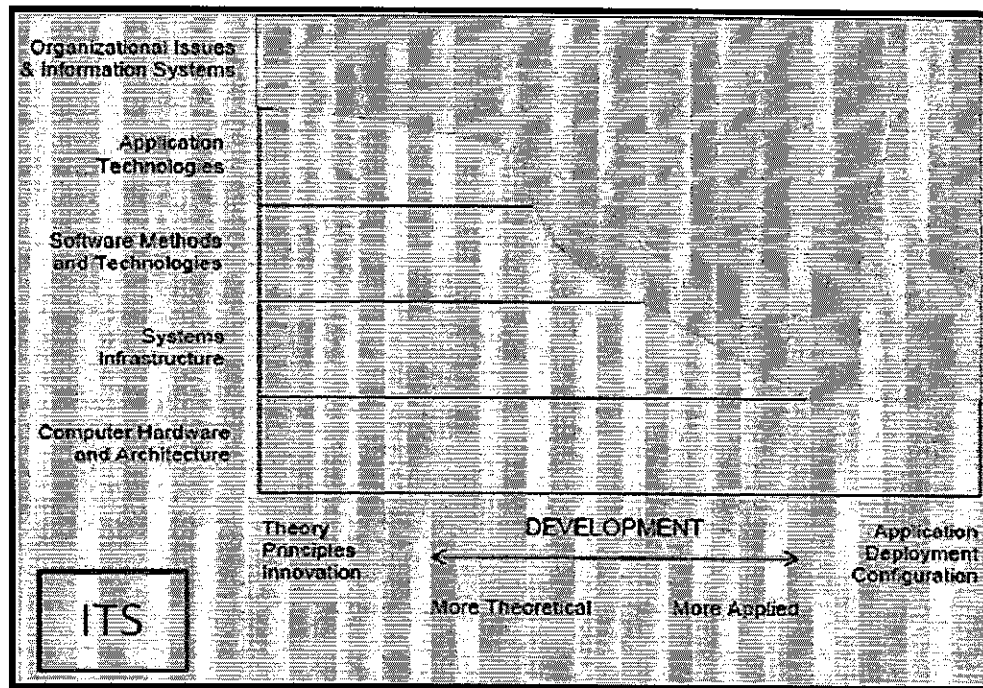 Organizational Issues
& Information Systems
Application
Technologies
Software Methods
and Technologies
Systems
Infrastructure
Computer Hardware
and Architecture
Theory
Principles
Innovation
DEVELOPMENT
Application
Deployment
Configuration
More Theoretical
More Applied
ITS